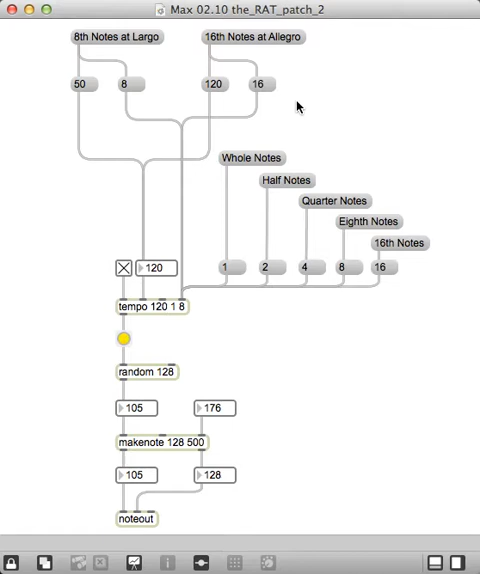 Max 02.10 the_RAT_patch_2
8th Notes at Largo
16th Notes at Allegro
50
8
120
16
Whole Notes
Half Notes
Quarter Notes
Eighth Notes
16th Notes
120
1
2
4
8
16
tempo 120 1 8
random 128
105
176
makenote 128 500
105
128
noteout